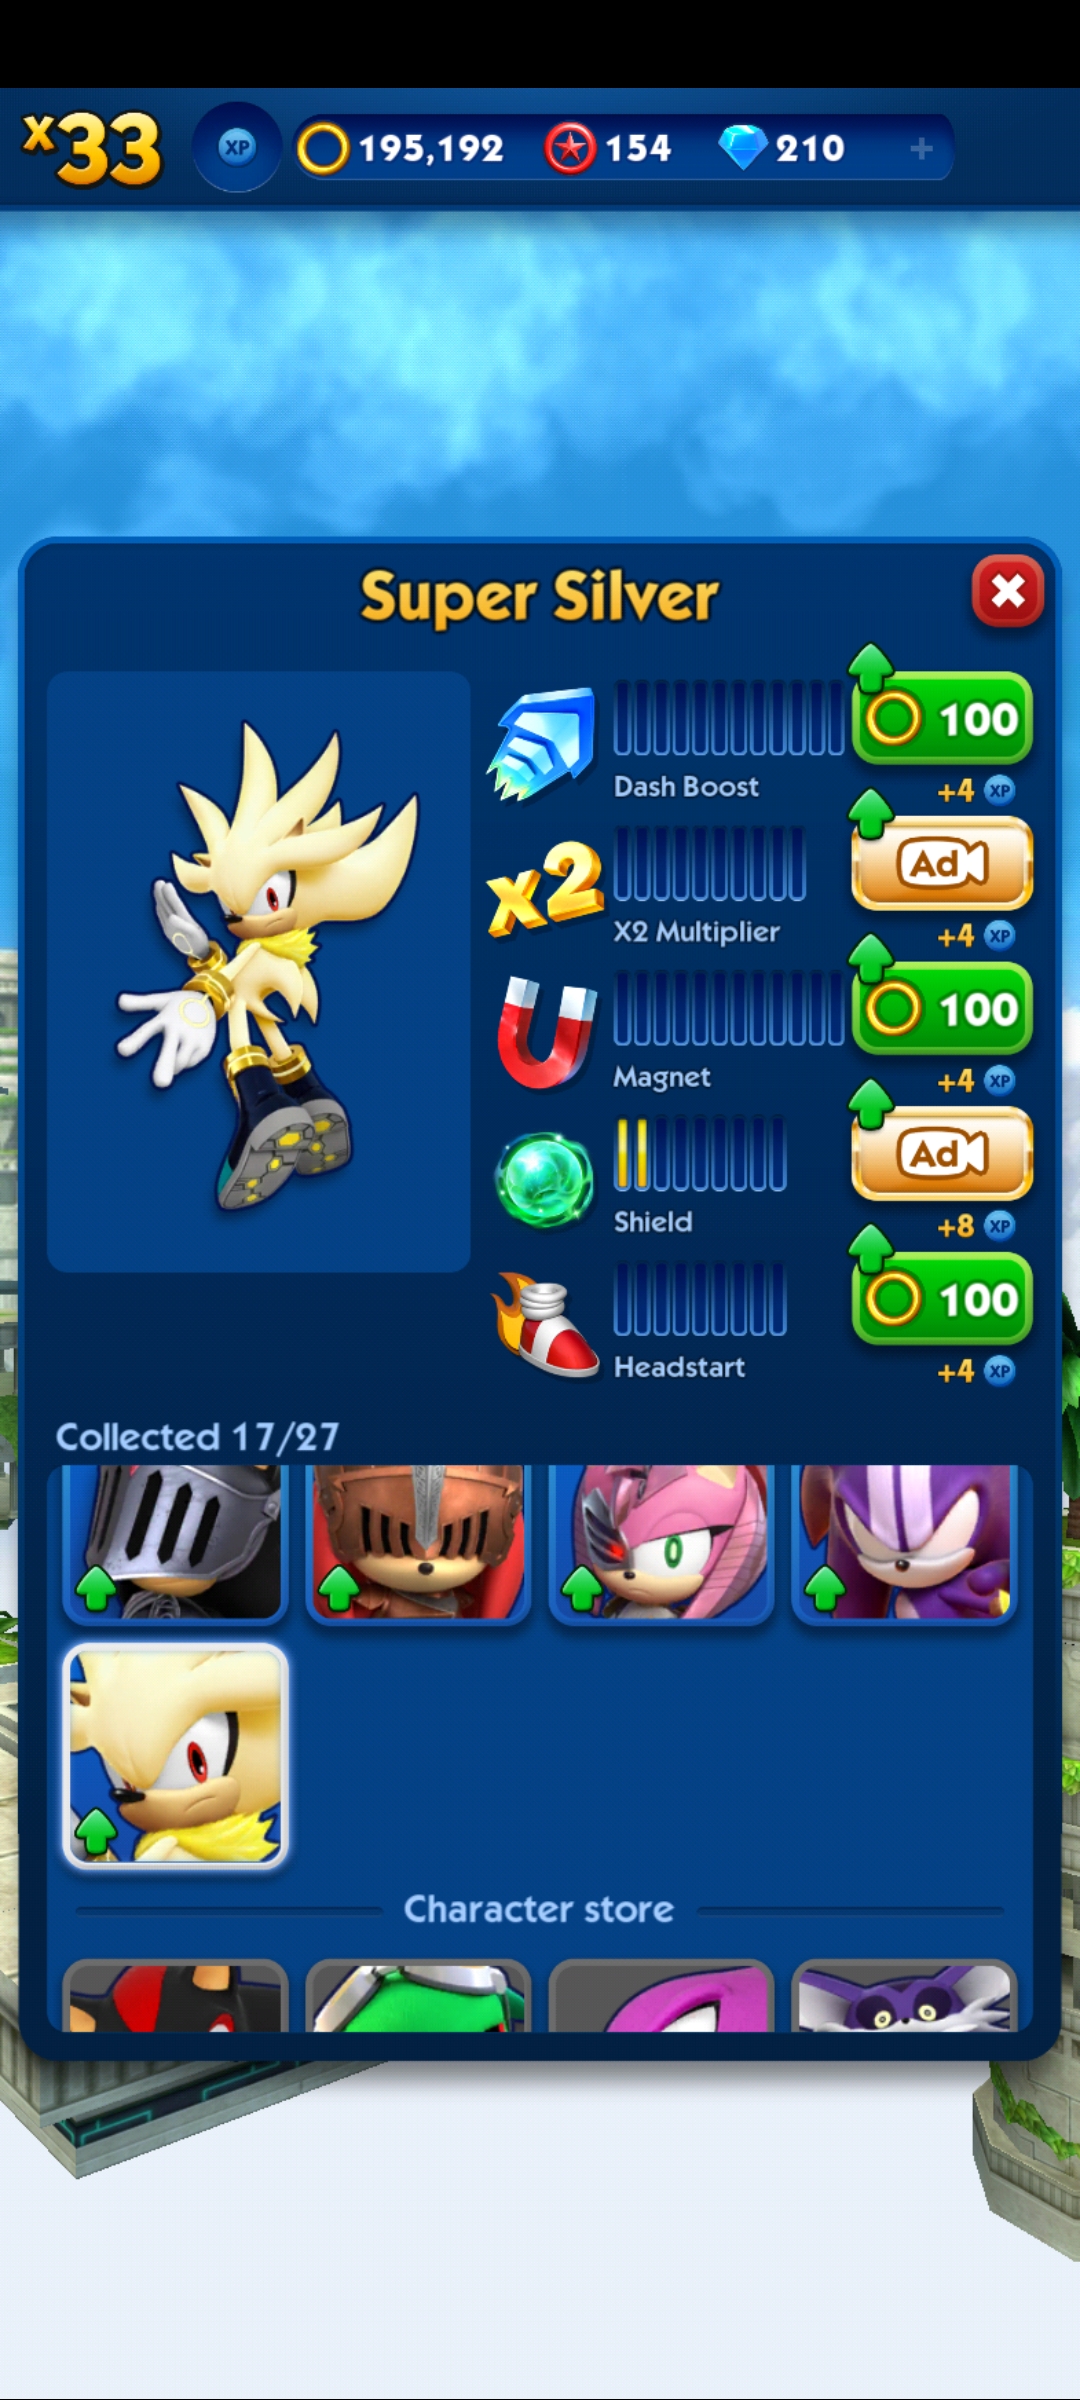 x33 XP 195,192 154 210 +
Super Silver
100
Dash Boost
+4 XP
x2
Ad
X2 Multiplier
+4 XP
100
Magnet
+4 XP
Ad
Shield
+8 XP
100
Headstart
+4 XP
Collected 17/27
Character store